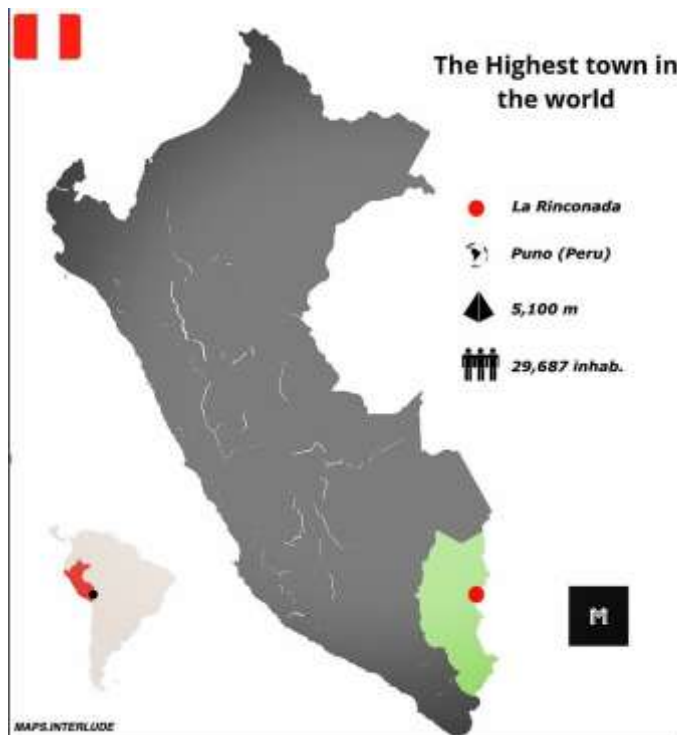 The Highest town in
the world
La Rinconada
Puno (Peru)
5,100 m
29,687 inhab.
M
MAPS.INTERLUDE